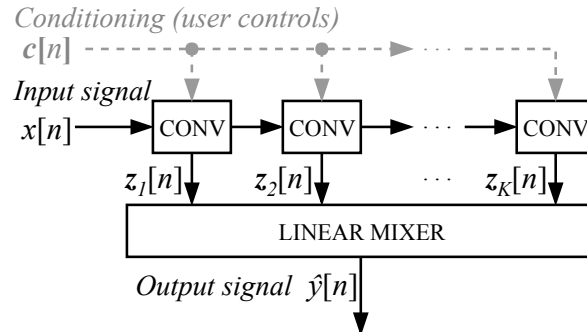 Conditioning (user controls)
c[n]
Input signal
x[n]
CONV
CONV
CONV
z1[n]
z2[n]
zK[n]
LINEAR MIXER
Output signal ŷ[n]